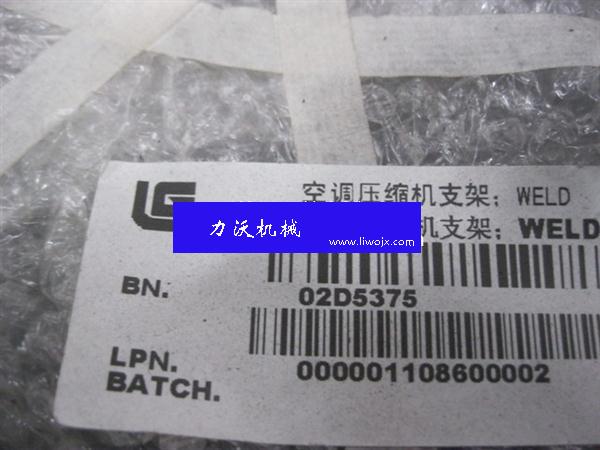 LG
空调压缩机支架; WELD
机支架; WELD
力沃机械
www.liwojx.com
BN.
02D5375
LPN.
000001108600002
BATCH.